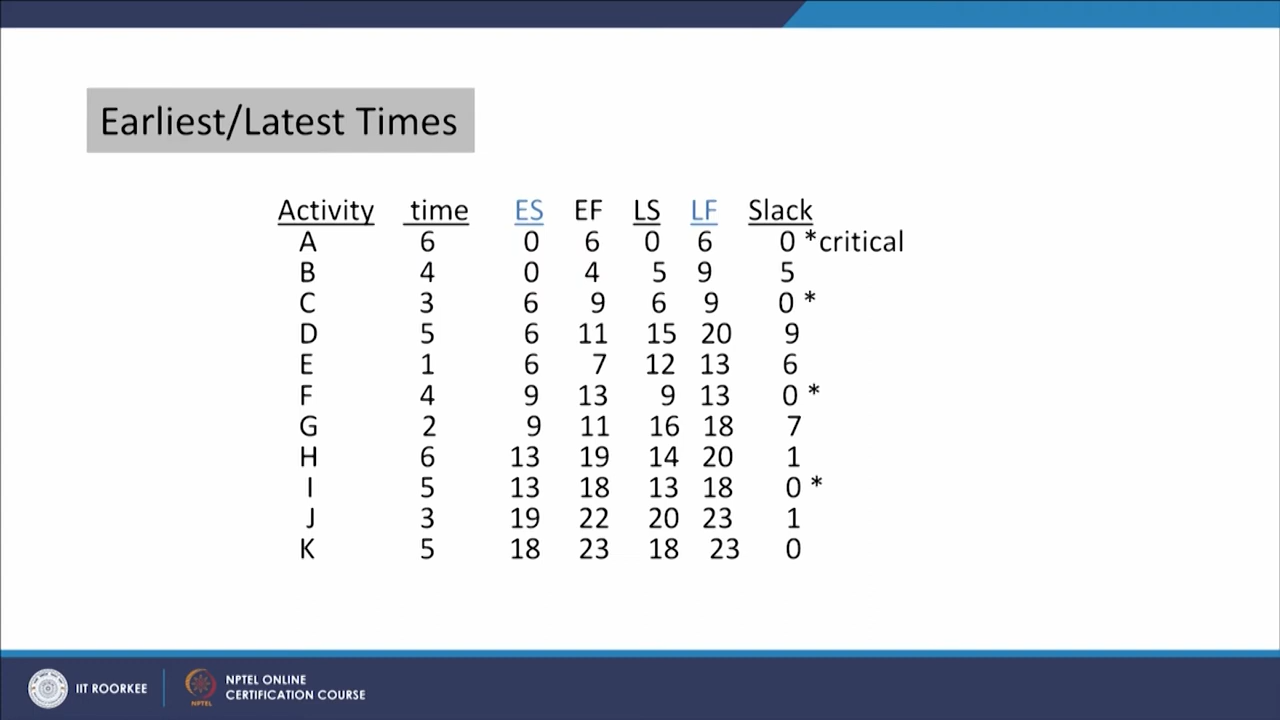 Earliest/Latest Times
Activity time ES EF LS LF Slack
A 6 0 6 0 6 0 *critical
B 4 0 4 5 9 5
C 3 6 9 6 9 0 *
D 5 6 11 15 20 9
E 1 6 7 12 13 6
F 4 9 13 9 13 0 *
G 2 9 11 16 18 7
H 6 13 19 14 20 1
I 5 13 18 13 18 0 *
J 3 19 22 20 23 1
K 5 18 23 18 23 0
IIT ROORKEE
NPTEL
NPTEL ONLINE
CERTIFICATION COURSE